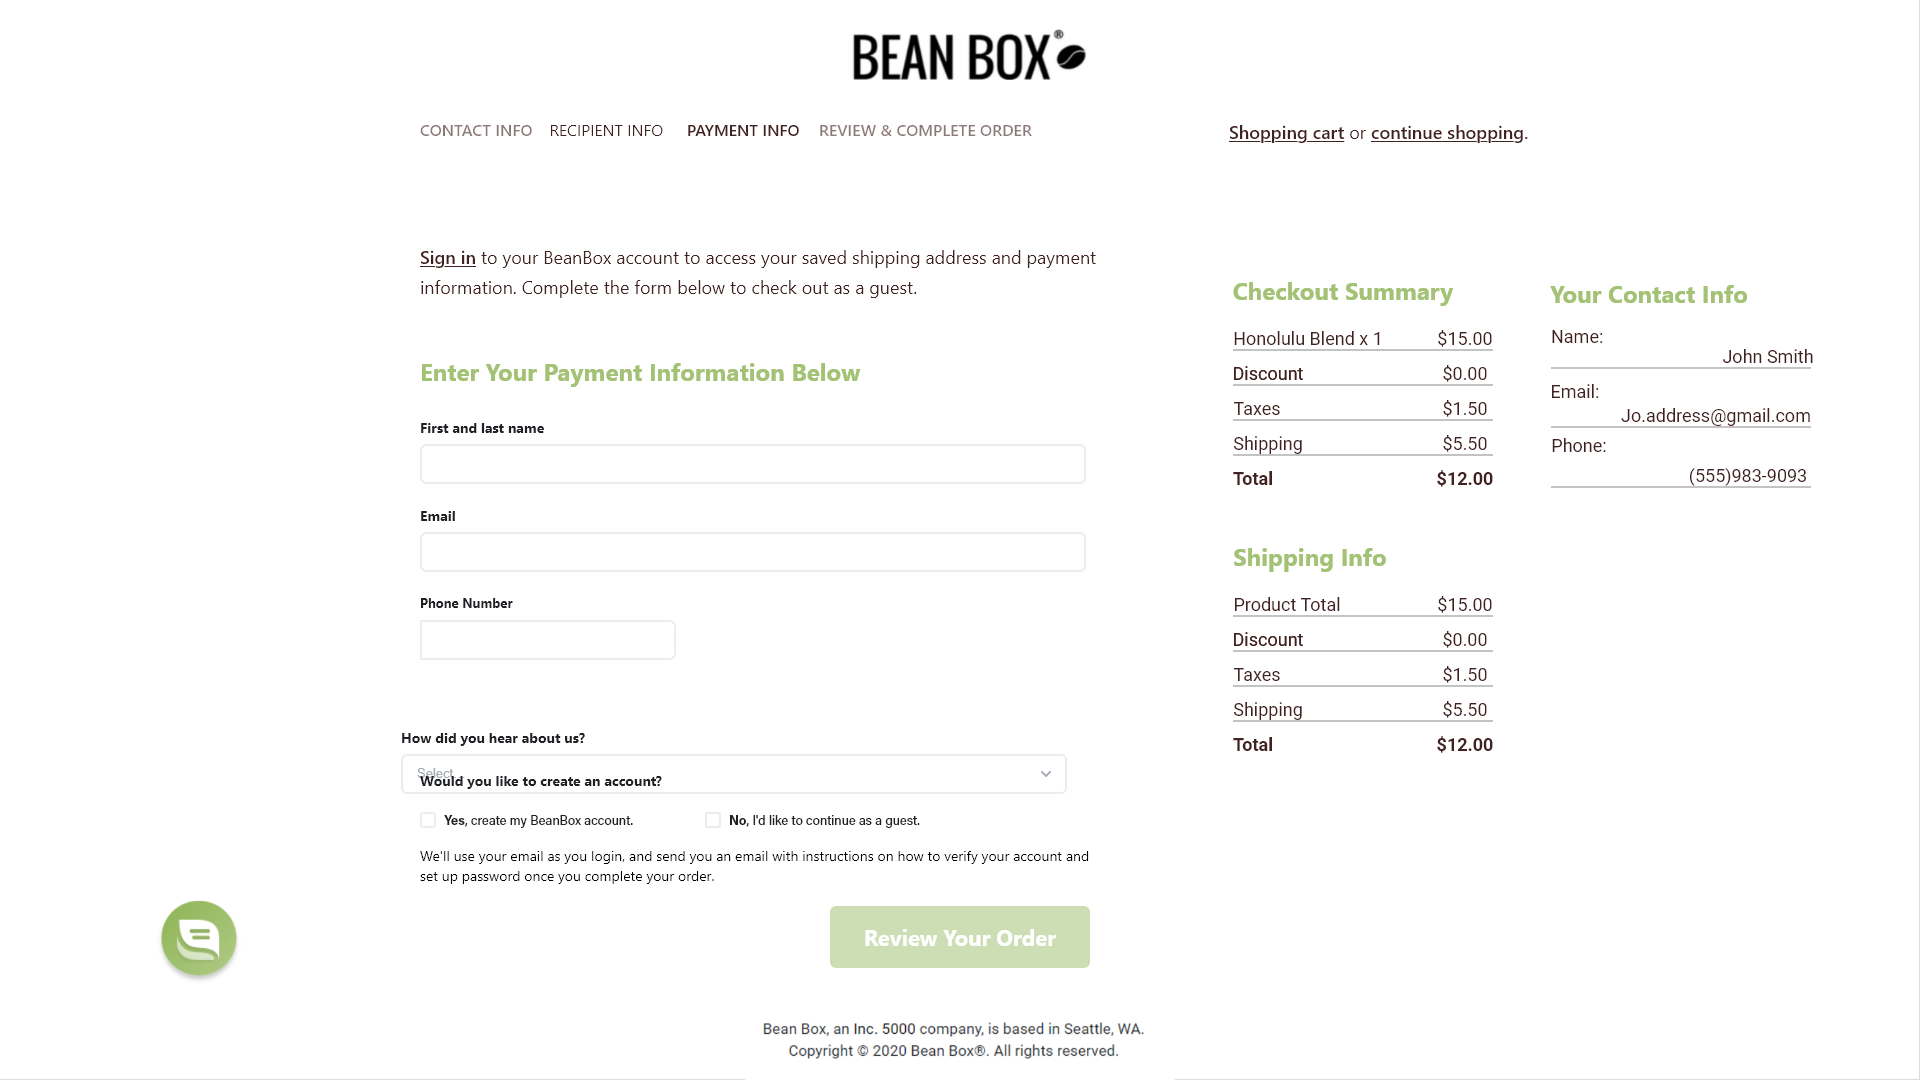 BEAN BOX®
CONTACT INFO RECIPIENT INFO PAYMENT INFO REVIEW & COMPLETE ORDER
Shopping cart or continue shopping.
Sign in to your BeanBox account to access your saved shipping address and payment
information. Complete the form below to check out as a guest.
Enter Your Payment Information Below
First and last name
Email
Phone Number
How did you hear about us?
Select...
Would you like to create an account?
Yes, create my BeanBox account. No, I'd like to continue as a guest.
We'll use your email as you login, and send you an email with instructions on how to verify your account and
set up password once you complete your order.
Review Your Order
Checkout Summary
Honolulu Blend x 1 $15.00
Discount $0.00
Taxes $1.50
Shipping $5.50
Total $12.00
Your Contact Info
Name:
John Smith
Email:
Jo.address@gmail.com
Phone:
(555)983-9093
Shipping Info
Product Total $15.00
Discount $0.00
Taxes $1.50
Shipping $5.50
Total $12.00
Bean Box, an Inc. 5000 company, is based in Seattle, WA.
Copyright © 2020 Bean Box®. All rights reserved.